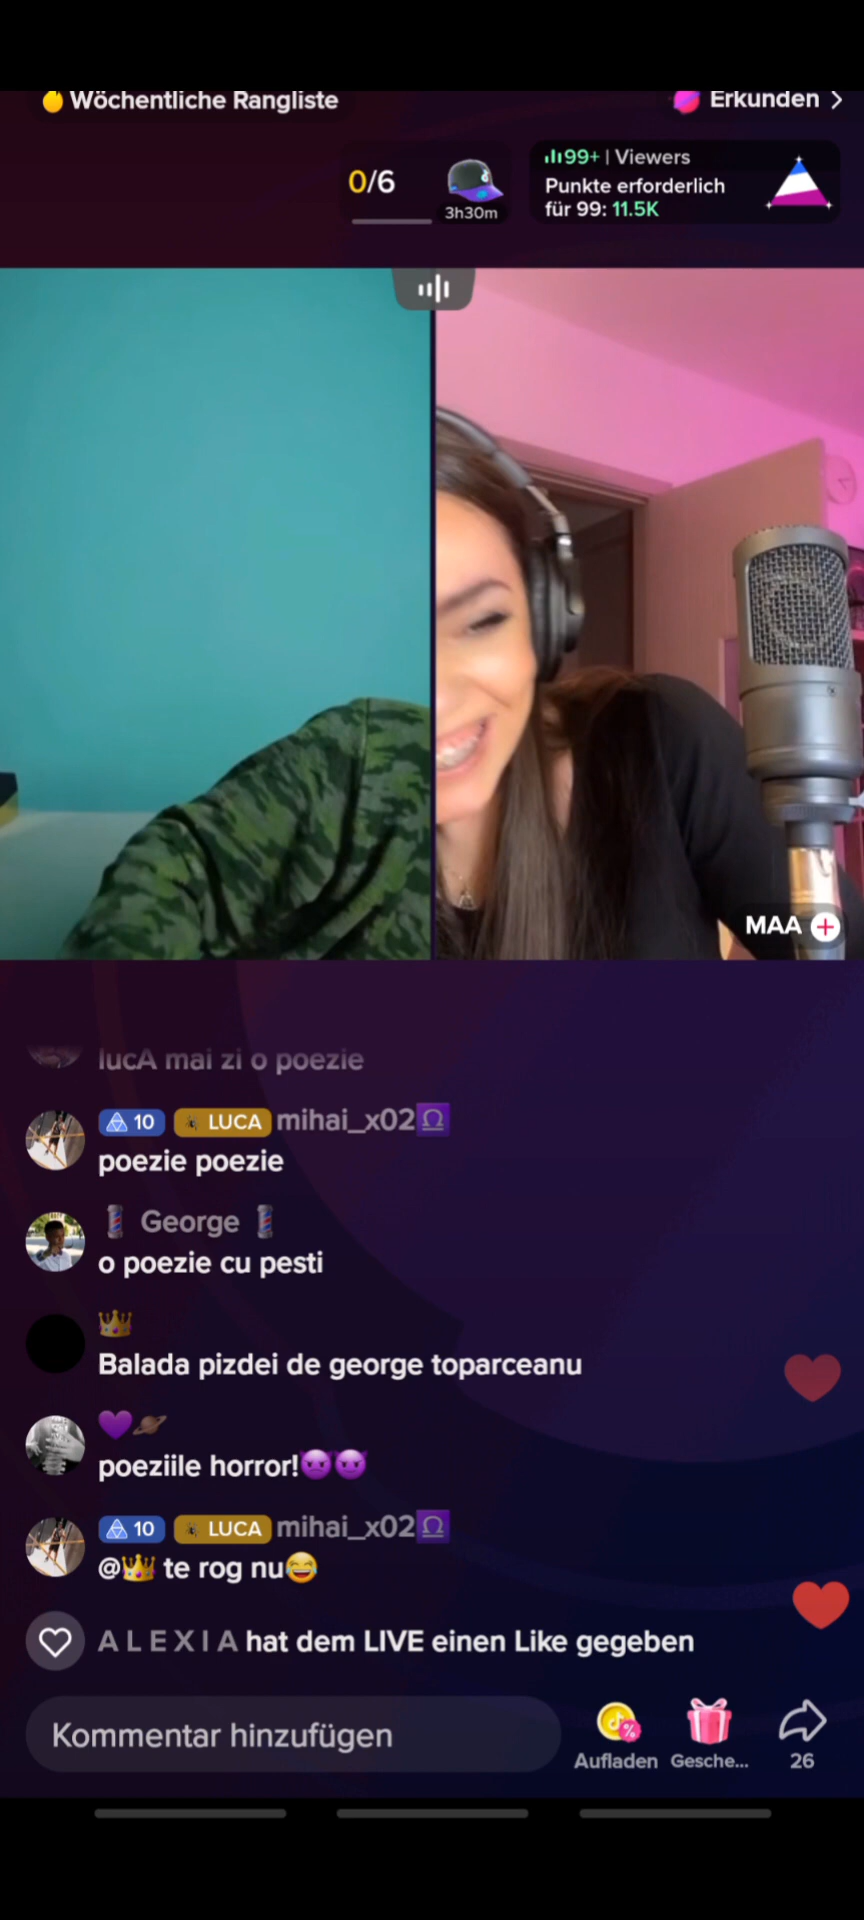 Wöchentliche Rangliste
Erkunden >
0/6
3h30m
99+ | Viewers
Punkte erforderlich
für 99: 11.5K
MAA
lucA mai zi o poezie
10 LUCA mihai_x02♎
poezie poezie
💈 George 💈
o poezie cu pesti
👑
Balada pizdei de george toparceanu
💜🪐
poeziile horror!👿😈
10 LUCA mihai_x02♎
@👑 te rog nu😂
A L E X I A hat dem LIVE einen Like gegeben
Kommentar hinzufügen
Aufladen
Gesche...
26